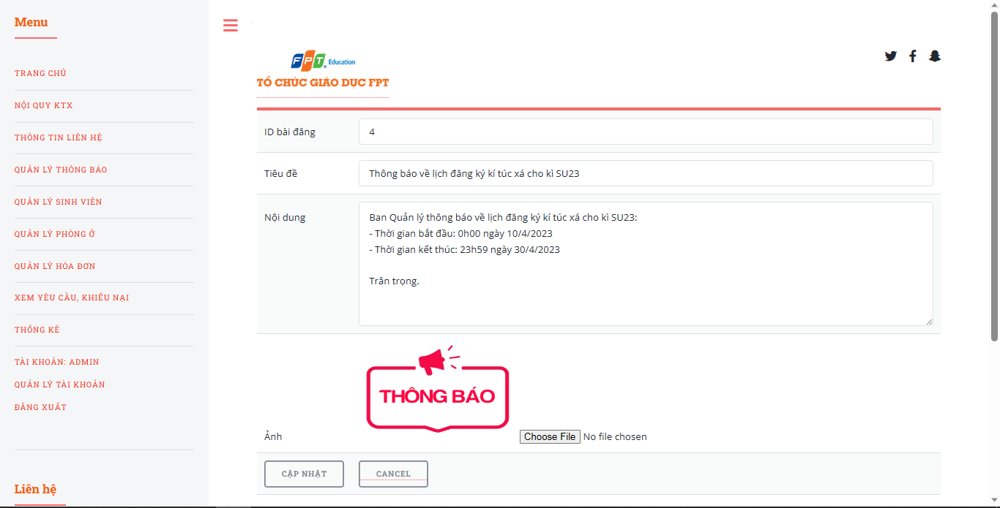 Menu
TRANG CHỦ
NỘI QUY KTX
THÔNG TIN LIÊN HỆ
QUẢN LÝ THÔNG BÁO
QUẢN LÝ SINH VIÊN
QUẢN LÝ PHÒNG Ở
QUẢN LÝ HÓA ĐƠN
XEM YÊU CẦU, KHIẾU NẠI
THỐNG KÊ
TÀI KHOẢN: ADMIN
QUẢN LÝ TÀI KHOẢN
ĐĂNG XUẤT
Liên hệ
FPT Education
TỔ CHỨC GIÁO DỤC FPT
ID bài đăng 4
Tiêu đề Thông báo về lịch đăng ký kí túc xá cho kì SU23
Nội dung Ban Quản lý thông báo về lịch đăng ký kí túc xá cho kì SU23:
- Thời gian bắt đầu: 0h00 ngày 10/4/2023
- Thời gian kết thúc: 23h59 ngày 30/4/2023
Trân trọng.
THÔNG BÁO
Ảnh Choose File No file chosen
CẬP NHẬT CANCEL